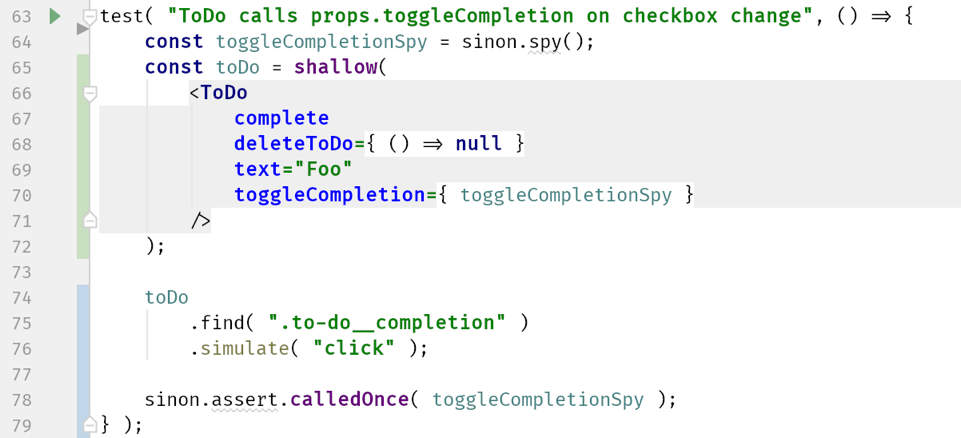 63 test( "ToDo calls props.toggleCompletion on checkbox change", () => {
64 const toggleCompletionSpy = sinon.spy();
65 const toDo = shallow(
66 <ToDo
67 complete
68 deleteToDo={ () => null }
69 text="Foo"
70 toggleCompletion={ toggleCompletionSpy }
71 />
72 );
73
74 toDo
75 .find( ".to-do__completion" )
76 .simulate( "click" );
77
78 sinon.assert.calledOnce( toggleCompletionSpy );
79 } );